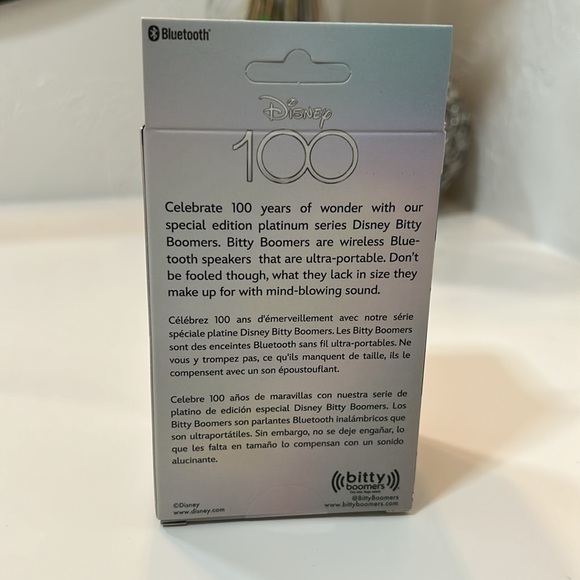 Bluetooth®
Disney
100
Celebrate 100 years of wonder with our
special edition platinum series Disney Bitty
Boomers. Bitty Boomers are wireless Blue-
tooth speakers that are ultra-portable. Don't
be fooled though, what they lack in size they
make up for with mind-blowing sound.
Célébrez 100 ans d'émerveillement avec notre série
spéciale platine Disney Bitty Boomers. Les Bitty Boomers
sont des enceintes Bluetooth sans fil ultra-portables. Ne
vous y trompez pas, ce qu'ils manquent de taille, ils le
compensent avec un son époustouflant.
Celebre 100 años de maravillas con nuestra serie de
platino de edición especial Disney Bitty Boomers. Los
Bitty Boomers son parlantes Bluetooth inalámbricos que
son ultraportátiles. Sin embargo, no se deje engañar, lo
que les falta en tamaño lo compensan con un sonido
alucinante.
bitty
boomers
@BittyBoomers
www.bittyboomers.com
©Disney
www.disney.com